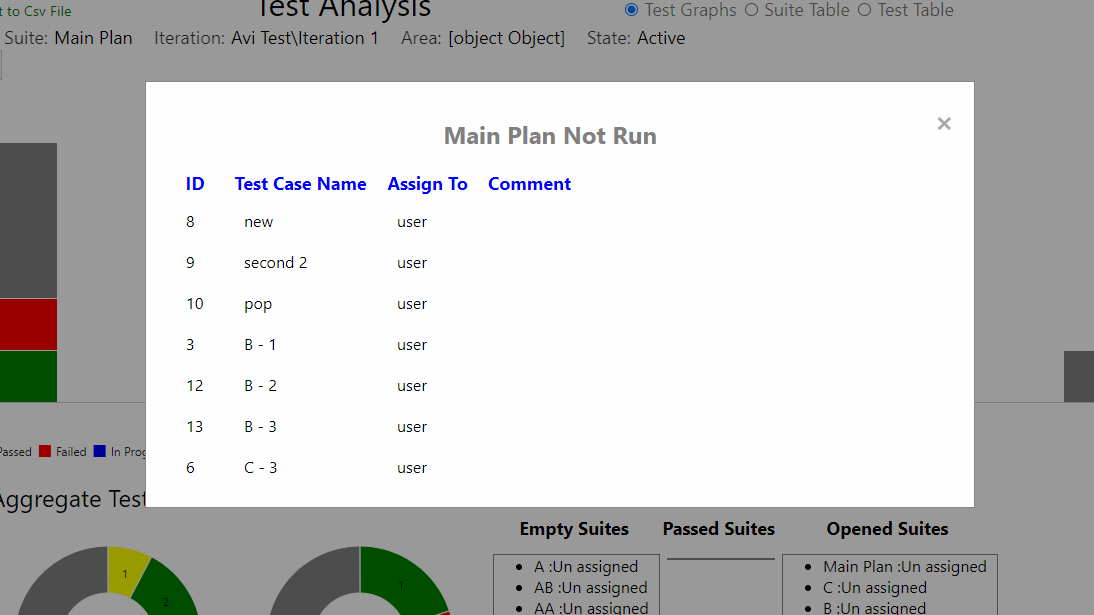 t to Csv File
Test Analysis
Test Graphs Suite Table Test Table
Suite: Main Plan Iteration: Avi Test\Iteration 1 Area: [object Object] State: Active
Main Plan Not Run
×
ID Test Case Name Assign To Comment
8 new user
9 second 2 user
10 pop user
3 B - 1 user
12 B - 2 user
13 B - 3 user
6 C - 3 user
Passed Failed In Prog
Aggregate Test
Empty Suites Passed Suites Opened Suites
• A :Un assigned
• AB :Un assigned
• AA :Un assigned
• Main Plan :Un assigned
• C :Un assigned
• B :Un assigned
1
2
1